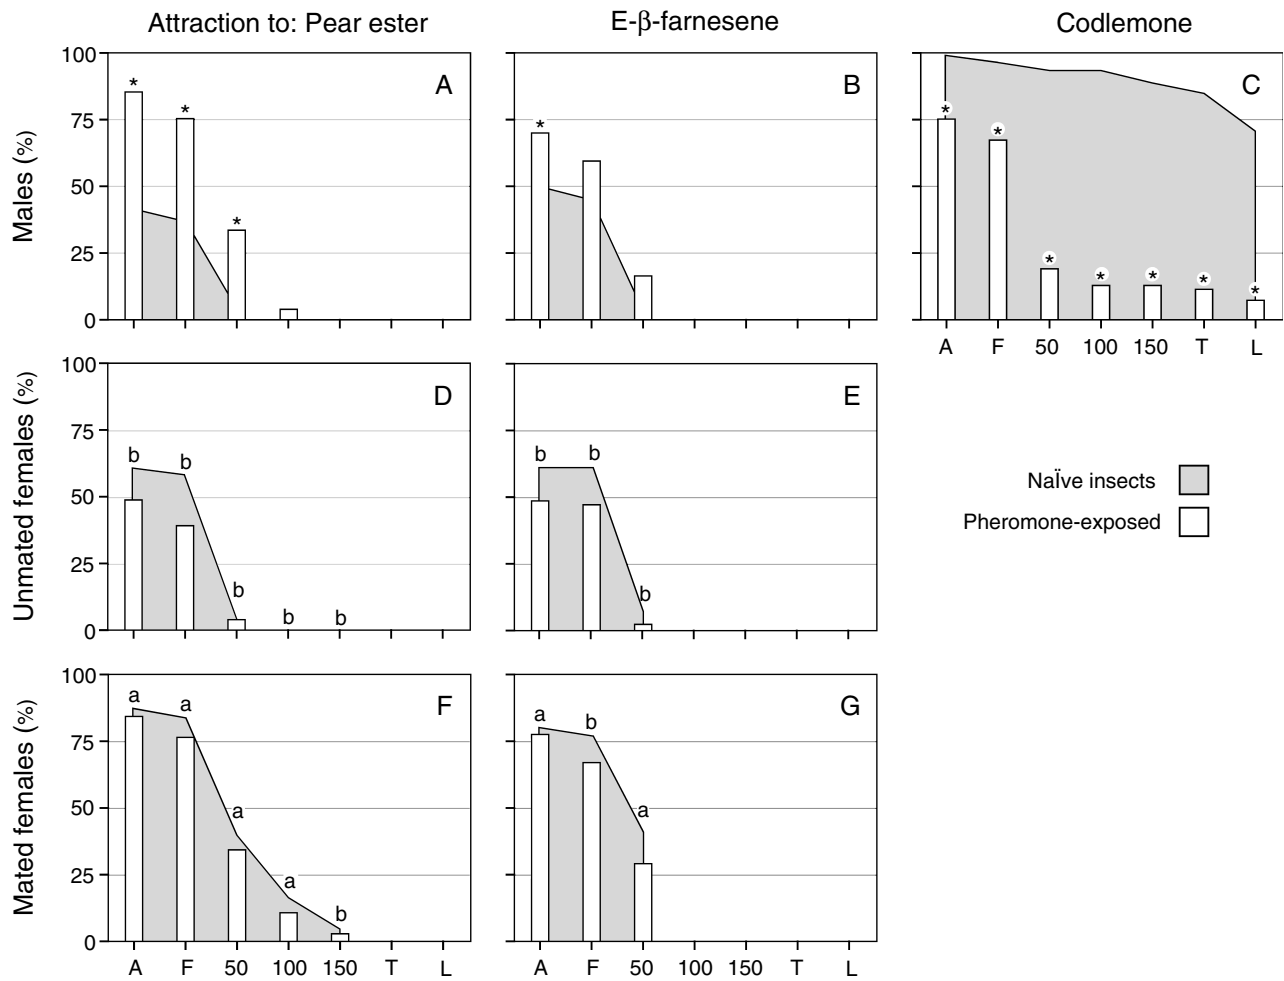 Attraction to: Pear ester
E-β-farnesene
Codlemone
Males (%)
100
75
50
25
0
A
*
*
*
B
*
C
*
*
*
*
*
*
*
A F 50 100 150 T L
Unmated females (%)
100
75
50
25
0
D
b
b
b
b
b
E
b
b
b
NaÏve insects
Pheromone-exposed
Mated females (%)
100
75
50
25
0
F
a
a
a
a
b
G
a
b
a
A F 50 100 150 T L
A F 50 100 150 T L